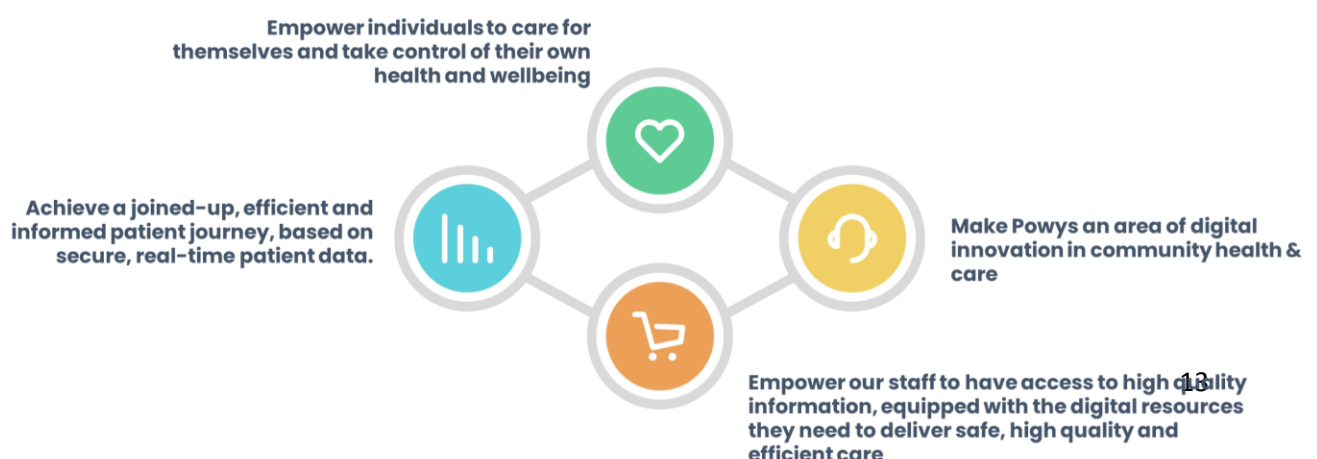 Empower individuals to care for
themselves and take control of their own
health and wellbeing
Achieve a joined-up, efficient and
informed patient journey, based on
secure, real-time patient data.
Make Powys an area of digital
innovation in community health &
care
Empower our staff to have access to high quality
information, equipped with the digital resources
they need to deliver safe, high quality and
efficient care
13